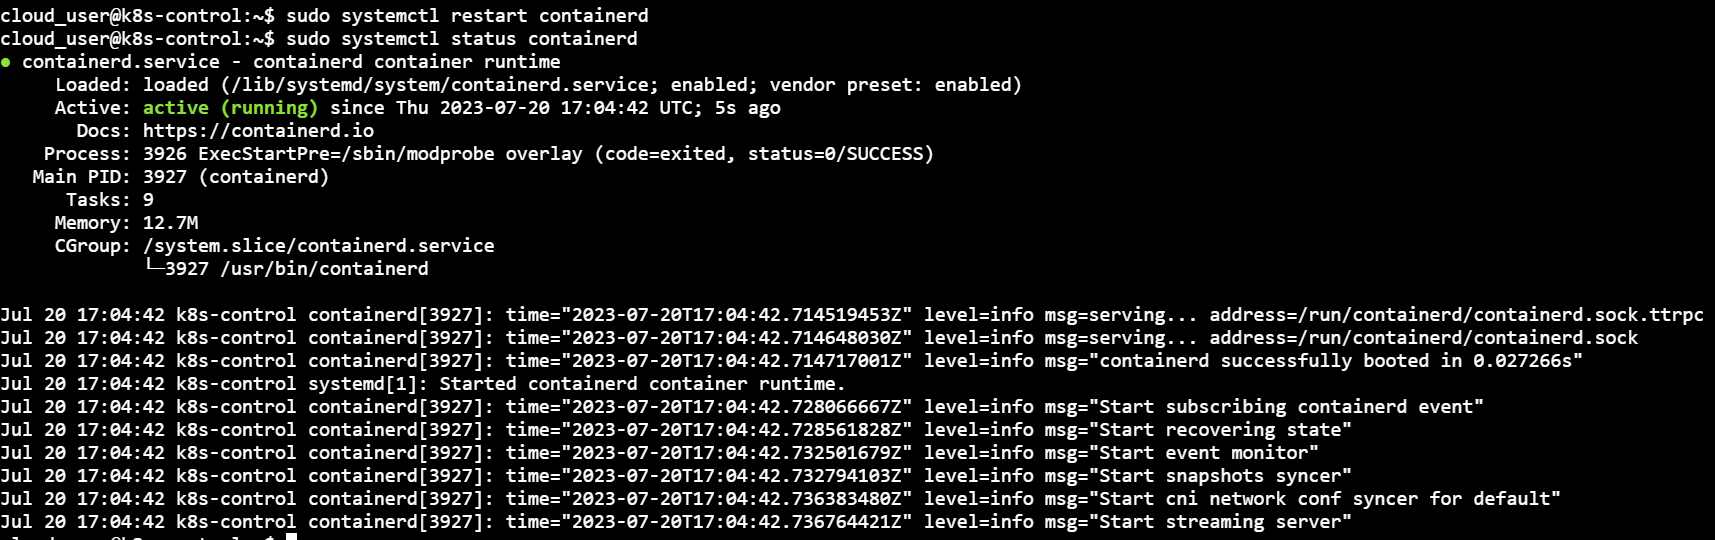 cloud_user@k8s-control:~$ sudo systemctl restart containerd
cloud_user@k8s-control:~$ sudo systemctl status containerd
● containerd.service - containerd container runtime
     Loaded: loaded (/lib/systemd/system/containerd.service; enabled; vendor preset: enabled)
     Active: active (running) since Thu 2023-07-20 17:04:42 UTC; 5s ago
       Docs: https://containerd.io
    Process: 3926 ExecStartPre=/sbin/modprobe overlay (code=exited, status=0/SUCCESS)
   Main PID: 3927 (containerd)
      Tasks: 9
     Memory: 12.7M
     CGroup: /system.slice/containerd.service
             └─3927 /usr/bin/containerd

Jul 20 17:04:42 k8s-control containerd[3927]: time="2023-07-20T17:04:42.714519453Z" level=info msg=serving... address=/run/containerd/containerd.sock.ttrpc
Jul 20 17:04:42 k8s-control containerd[3927]: time="2023-07-20T17:04:42.714648030Z" level=info msg=serving... address=/run/containerd/containerd.sock
Jul 20 17:04:42 k8s-control containerd[3927]: time="2023-07-20T17:04:42.714717001Z" level=info msg="containerd successfully booted in 0.027266s"
Jul 20 17:04:42 k8s-control systemd[1]: Started containerd container runtime.
Jul 20 17:04:42 k8s-control containerd[3927]: time="2023-07-20T17:04:42.728066667Z" level=info msg="Start subscribing containerd event"
Jul 20 17:04:42 k8s-control containerd[3927]: time="2023-07-20T17:04:42.728561828Z" level=info msg="Start recovering state"
Jul 20 17:04:42 k8s-control containerd[3927]: time="2023-07-20T17:04:42.732501679Z" level=info msg="Start event monitor"
Jul 20 17:04:42 k8s-control containerd[3927]: time="2023-07-20T17:04:42.732794103Z" level=info msg="Start snapshots syncer"
Jul 20 17:04:42 k8s-control containerd[3927]: time="2023-07-20T17:04:42.736383480Z" level=info msg="Start cni network conf syncer for default"
Jul 20 17:04:42 k8s-control containerd[3927]: time="2023-07-20T17:04:42.736764421Z" level=info msg="Start streaming server"